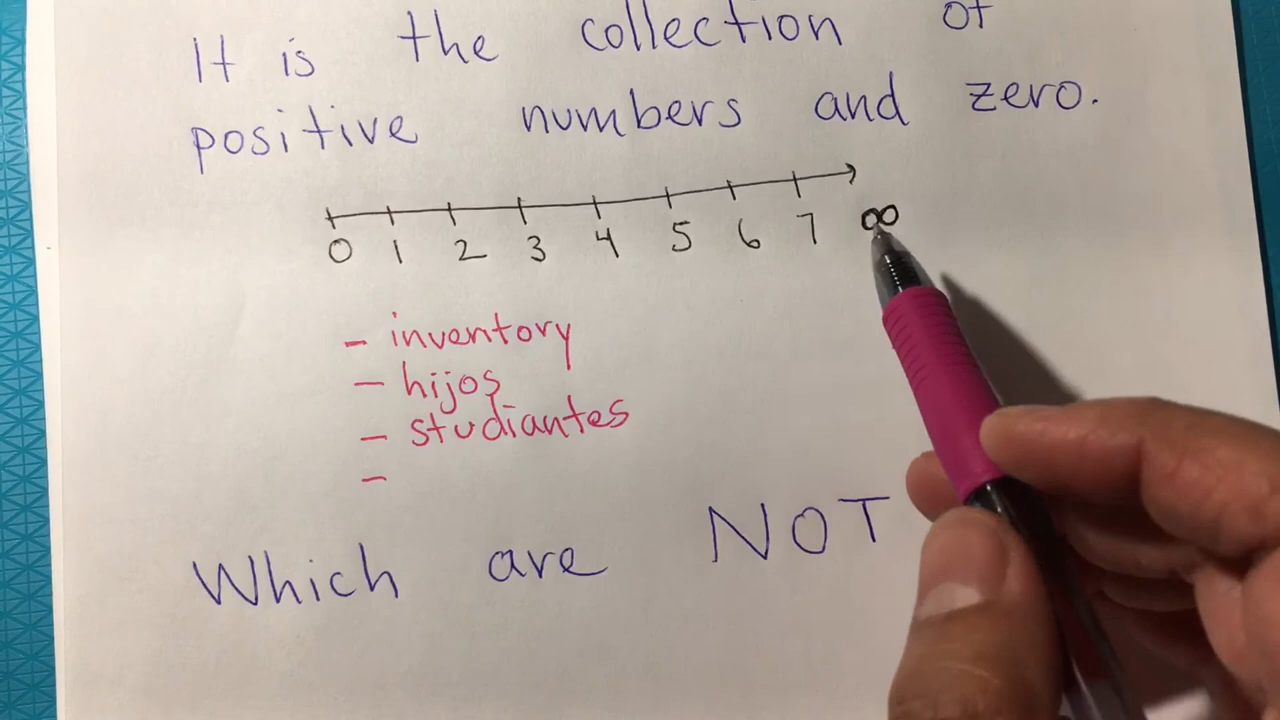 It is the collection of
positive numbers and zero.
0 1 2 3 4 5 6 7 ∞
- inventory
- hijos
- studiantes
-
Which are NOT